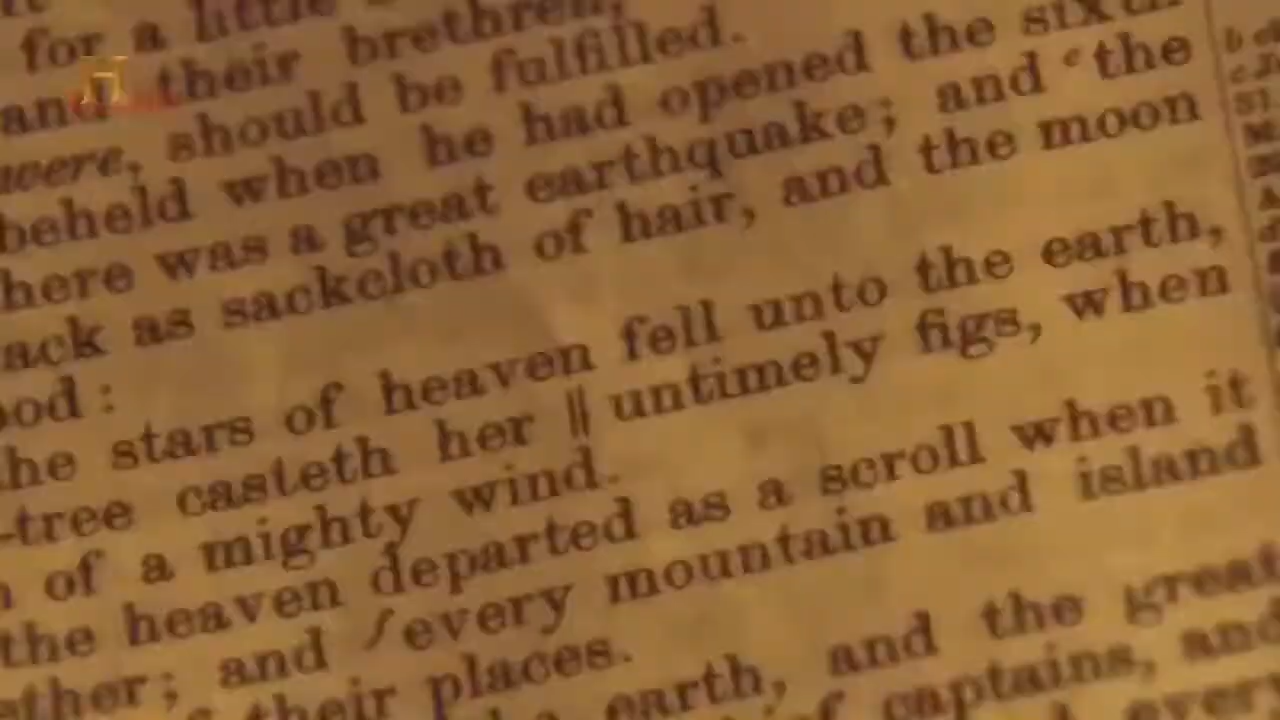 for a little
and their brethren,
were, should be fulfilled.
beheld when he had opened the sixth
here was a great earthquake; and ᶜthe
ack as sackcloth of hair, and the moon
ood :
he stars of heaven fell unto the earth,
-tree casteth her || untimely figs, when
of a mighty wind.
the heaven departed as a scroll when it
ether; and ſevery mountain and island
their places.
earth, and the great
captains, and
every